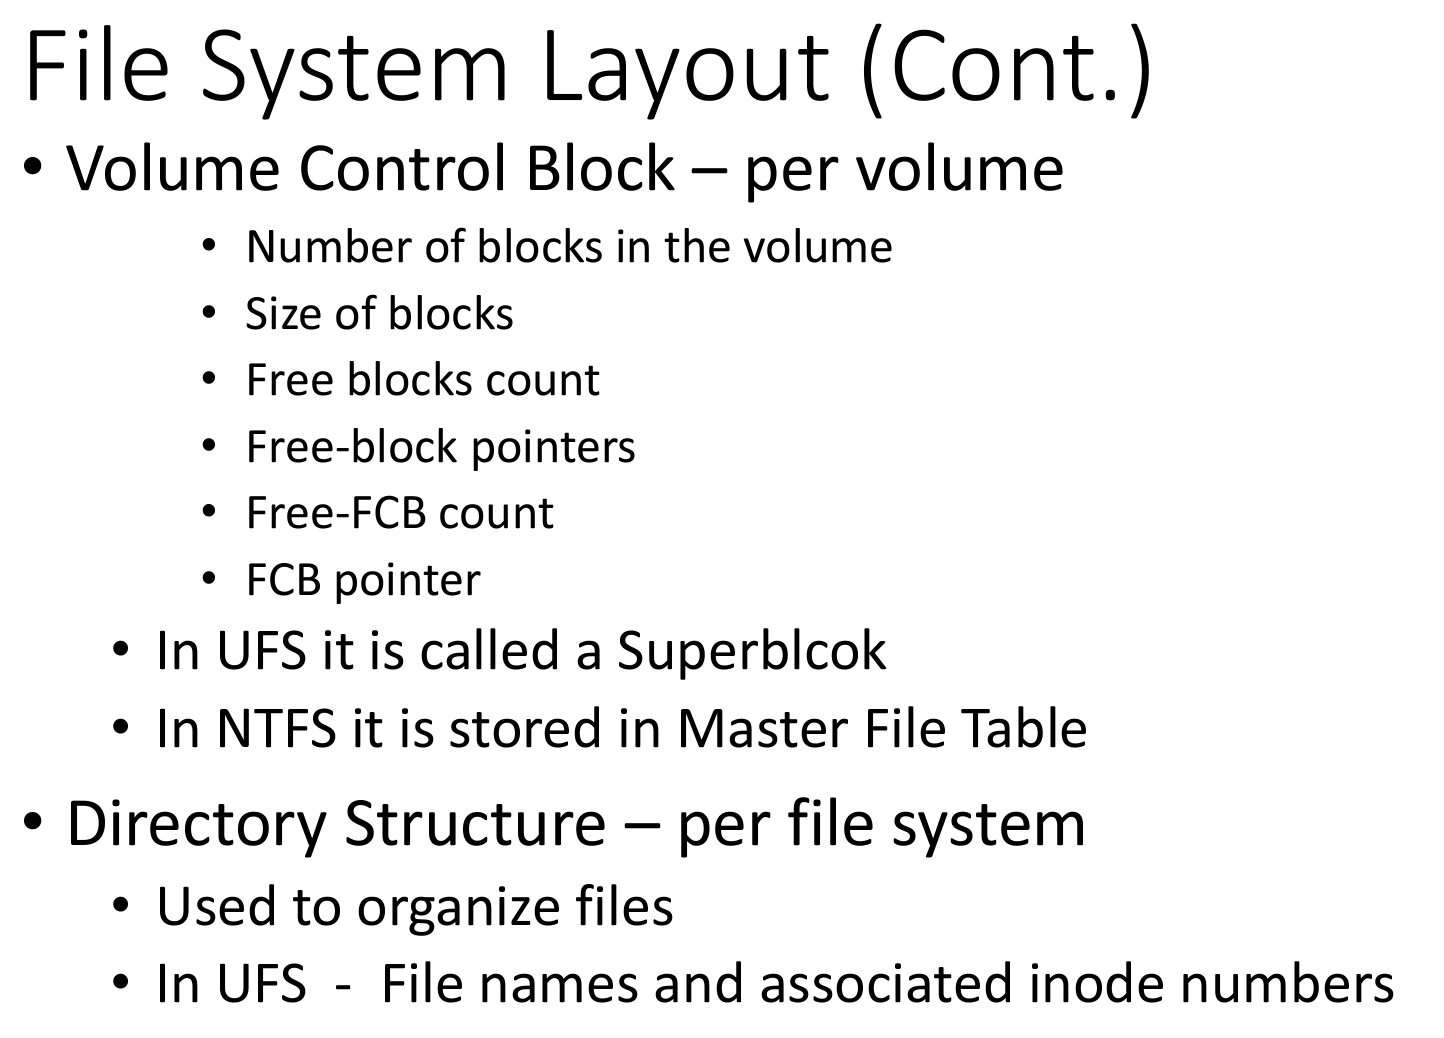 File System Layout (Cont.)
• Volume Control Block – per volume
• Number of blocks in the volume
• Size of blocks
• Free blocks count
• Free-block pointers
• Free-FCB count
• FCB pointer
• In UFS it is called a Superblcok
• In NTFS it is stored in Master File Table
• Directory Structure – per file system
• Used to organize files
• In UFS - File names and associated inode numbers